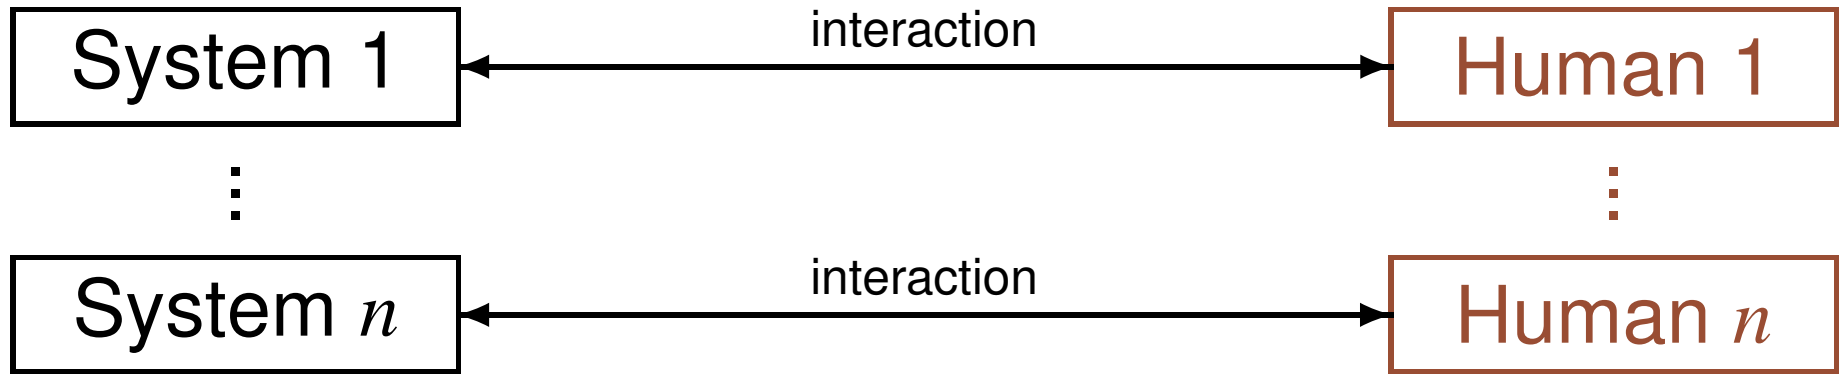 interaction
System 1
Human 1
⋮
⋮
interaction
System n
Human n